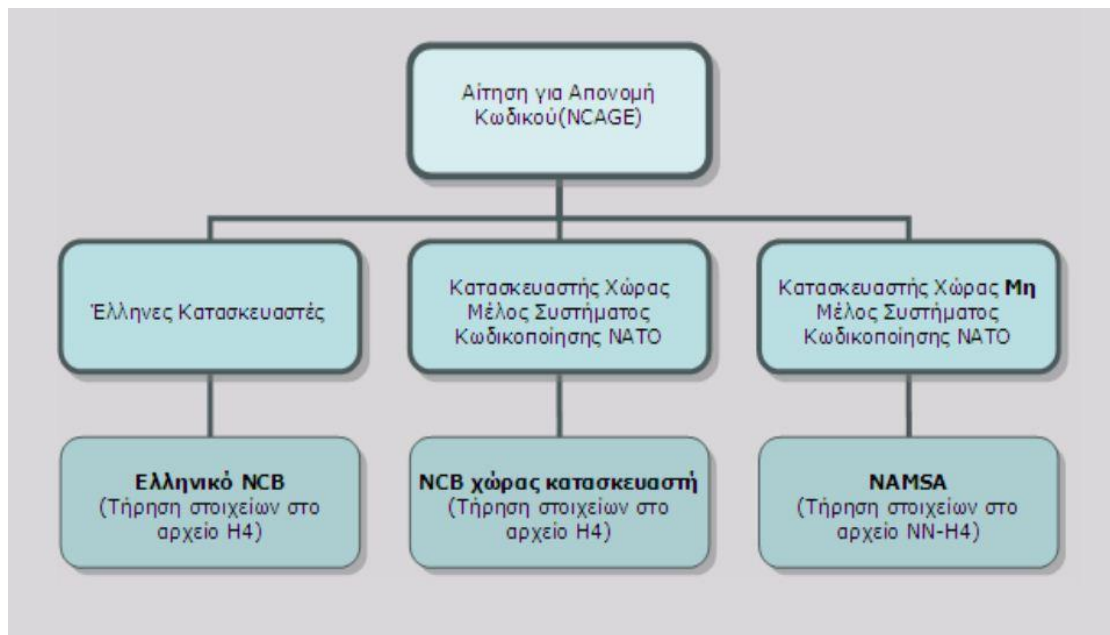 Αίτηση για Απονομή
Κωδικού(NCAGE)
Έλληνες Κατασκευαστές
Κατασκευαστής Χώρας
Μέλος Συστήματος
Κωδικοποίησης ΝΑΤΟ
Κατασκευαστής Χώρας Μη
Μέλος Συστήματος
Κωδικοποίησης ΝΑΤΟ
Ελληνικό NCB
(Τήρηση στοιχείων στο
αρχείο Η4)
NCB χώρας κατασκευαστή
(Τήρηση στοιχείων στο
αρχείο Η4)
NAMSA
(Τήρηση στοιχείων στο
αρχείο NN-H4)